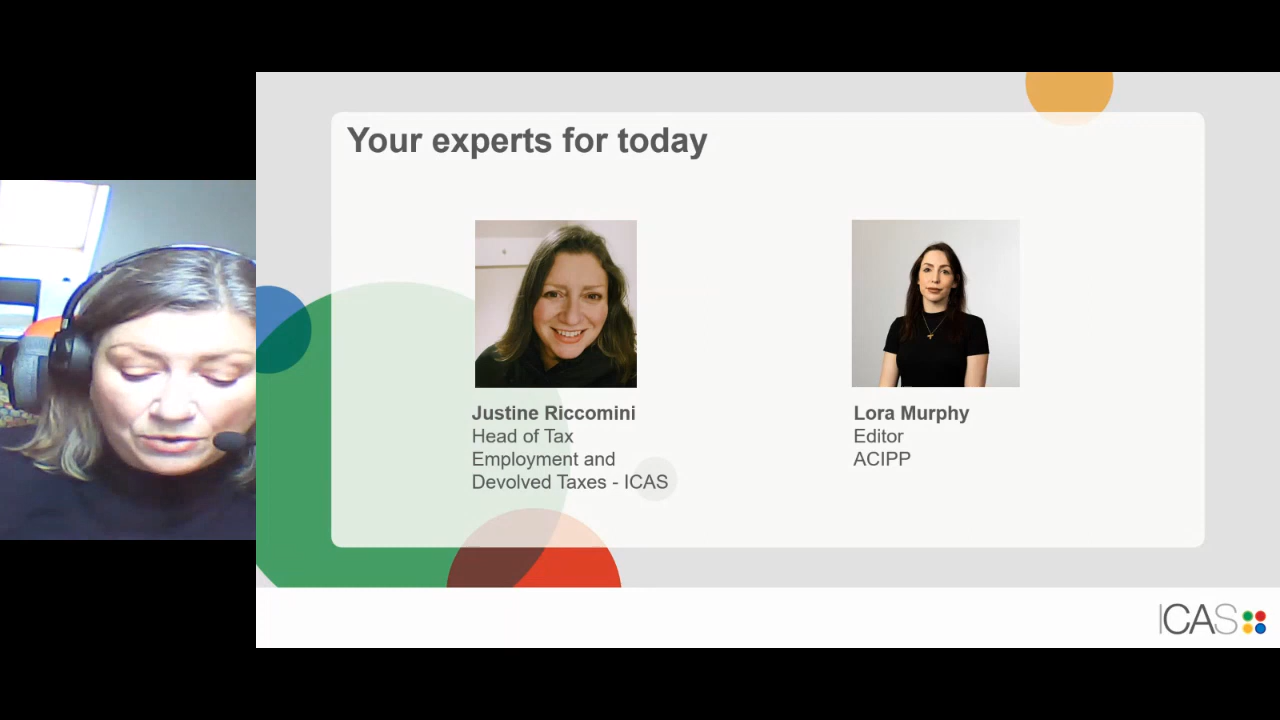 Your experts for today
Justine Riccomini
Head of Tax
Employment and
Devolved Taxes - ICAS
Lora Murphy
Editor
ACIPP
ICAS